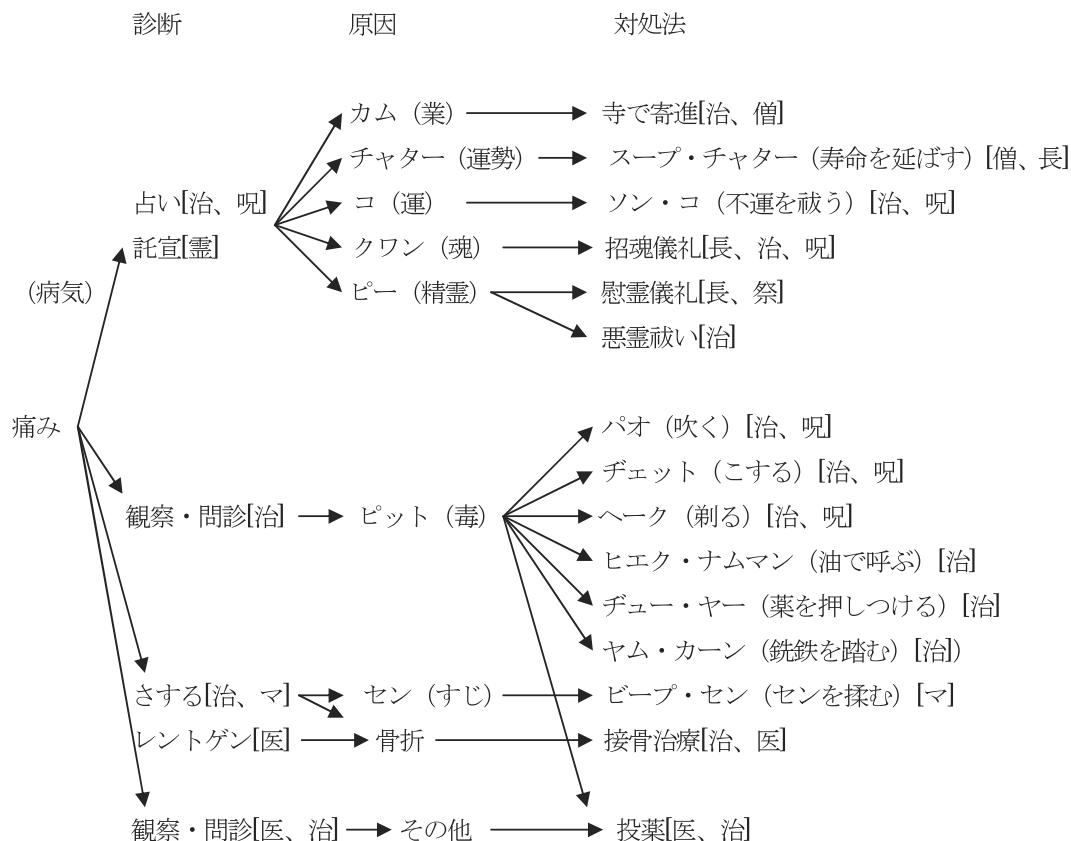 診断 原因 対処法
カム（業） 寺で寄進[治、僧]
チャター（運勢） スープ・チャター（寿命を延ばす）[僧、長]
占い[治、呪] コ（運） ソン・コ（不運を祓う）[治、呪]
託宣[霊] クワン（魂） 招魂儀礼[長、治、呪]
（病気） ピー（精霊） 慰霊儀礼[長、祭]
悪霊祓い[治]
痛み パオ（吹く）[治、呪]
ヂェット（こする）[治、呪]
観察・問診[治] ピット（毒） ヘーク（剃る）[治、呪]
ヒエク・ナムマン（油で呼ぶ）[治]
ヂュー・ヤー（薬を押しつける）[治]
ヤム・カーン（銑鉄を踏む）[治]）
さする[治、マ] セン（すじ） ビープ・セン（センを揉む）[マ]
レントゲン[医] 骨折 接骨治療[治、医]
観察・問診[医、治] その他 投薬[医、治]